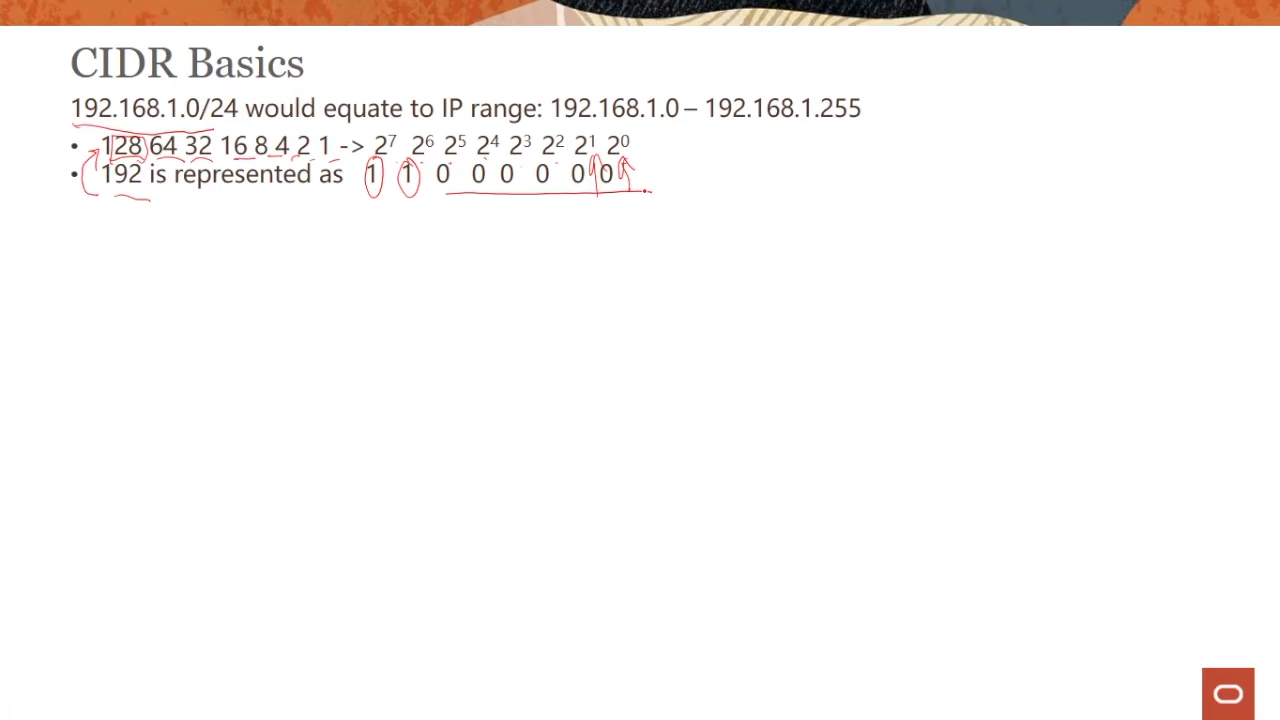 CIDR Basics
192.168.1.0/24 would equate to IP range: 192.168.1.0 – 192.168.1.255
• 128 64 32 16 8 4 2 1 -> 2⁷ 2⁶ 2⁵ 2⁴ 2³ 2² 2¹ 2⁰
• 192 is represented as 1 1 0 0 0 0 0 0